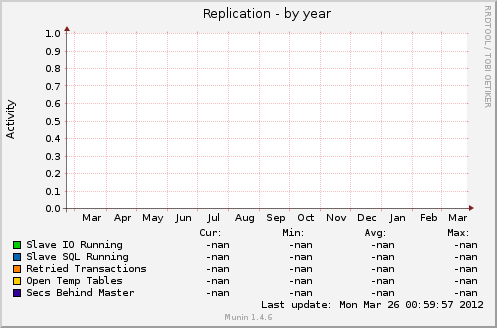 Replication - by year
RRDTOOL / TOBI OETIKER
Activity
1.0
0.9
0.8
0.7
0.6
0.5
0.4
0.3
0.2
0.1
0.0
Mar Apr May Jun Jul Aug Sep Oct Nov Dec Jan Feb Mar
Cur: Min: Avg: Max:
Slave IO Running -nan -nan -nan -nan
Slave SQL Running -nan -nan -nan -nan
Retried Transactions -nan -nan -nan -nan
Open Temp Tables -nan -nan -nan -nan
Secs Behind Master -nan -nan -nan -nan
Last update: Mon Mar 26 00:59:57 2012
Munin 1.4.6